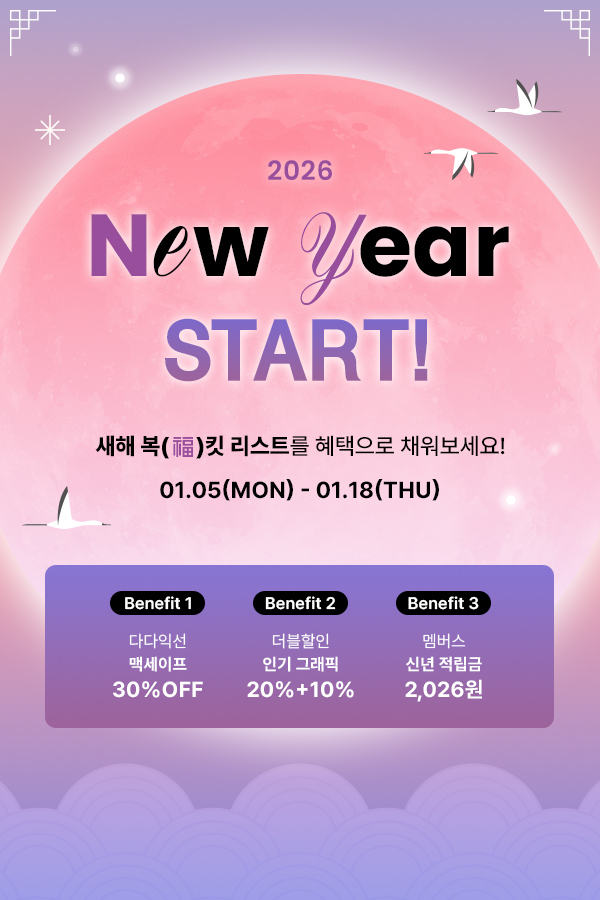 2026
New Year
START!
새해 복(福)킷 리스트를 혜택으로 채워보세요!
01.05(MON) - 01.18(THU)
Benefit 1
다다익선
맥세이프
30%OFF
Benefit 2
더블할인
인기 그래픽
20%+10%
Benefit 3
멤버스
신년 적립금
2,026원